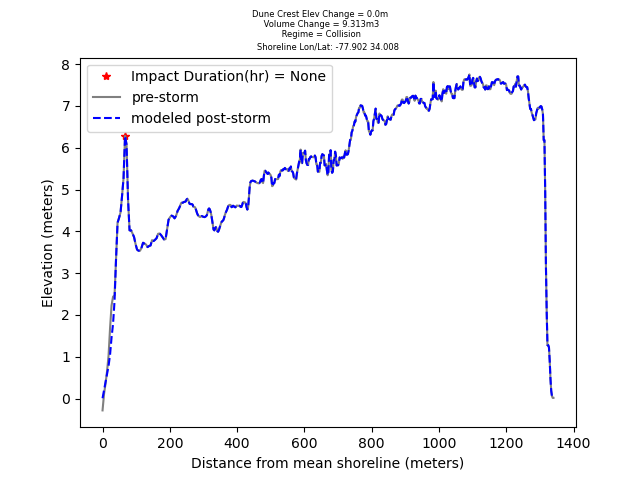 Dune Crest Elev Change = 0.0m
Volume Change = 9.313m
Regime = Collision
Shoreline Lon/Lat: -77.902 34.008
Impact Duration(hr) = None
pre-storm
modeled post-storm
8
7
6
5
4
3
2
1
0
Elevation (meters)
0 200 400 600 800 1000 1200 1400
Distance from mean shoreline (meters)